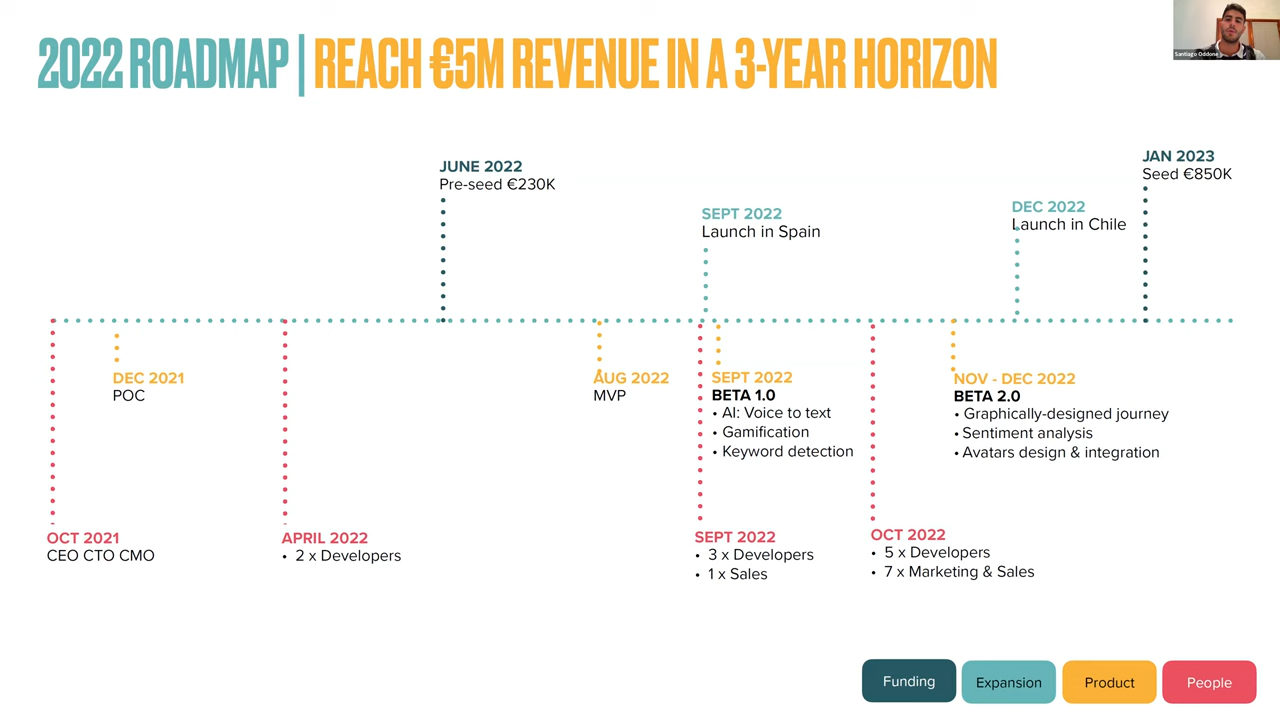 2022 ROADMAP | REACH €5M REVENUE IN A 3-YEAR HORIZON
Santiago Oddone
JUNE 2022
Pre-seed €230K
SEPT 2022
Launch in Spain
DEC 2022
Launch in Chile
JAN 2023
Seed €850K
DEC 2021
POC
AUG 2022
MVP
SEPT 2022
BETA 1.0
• AI: Voice to text
• Gamification
• Keyword detection
NOV - DEC 2022
BETA 2.0
• Graphically-designed journey
• Sentiment analysis
• Avatars design & integration
OCT 2021
CEO CTO CMO
APRIL 2022
• 2 x Developers
SEPT 2022
• 3 x Developers
• 1 x Sales
OCT 2022
• 5 x Developers
• 7 x Marketing & Sales
Funding
Expansion
Product
People